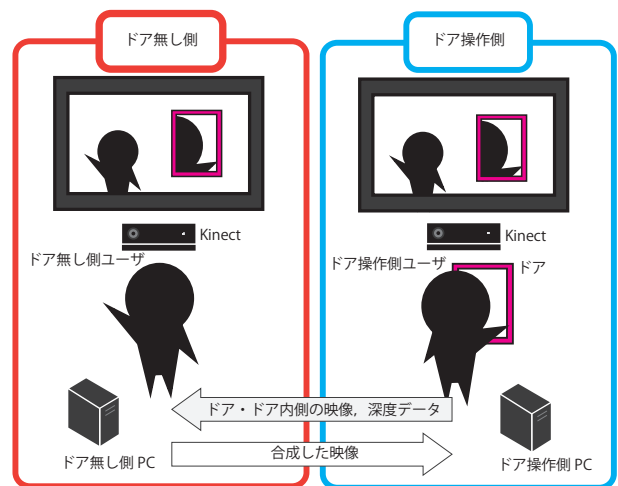 ドア無し側
ドア操作側
Kinect
Kinect
ドア無し側ユーザ
ドア操作側ユーザ
ドア
ドア・ドア内側の映像，深度データ
合成した映像
ドア無し側 PC
ドア操作側 PC